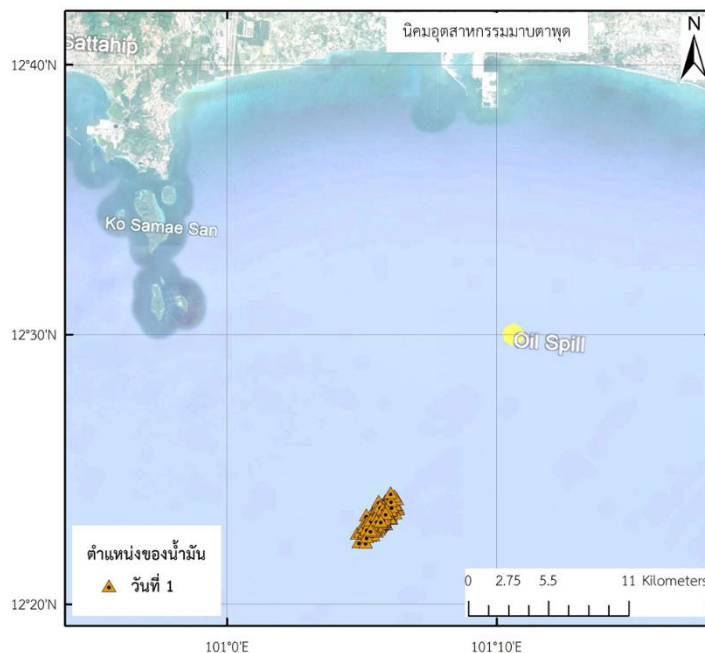 นิคมอุตสาหกรรมมาบตาพุด
N
Sattahip
12°40'N
Ko Samae San
12°30'N
Oil Spill
ตำแหน่งของน้ำมัน
วันที่ 1
0 2.75 5.5 11 Kilometers
12°20'N
101°0'E 101°10'E